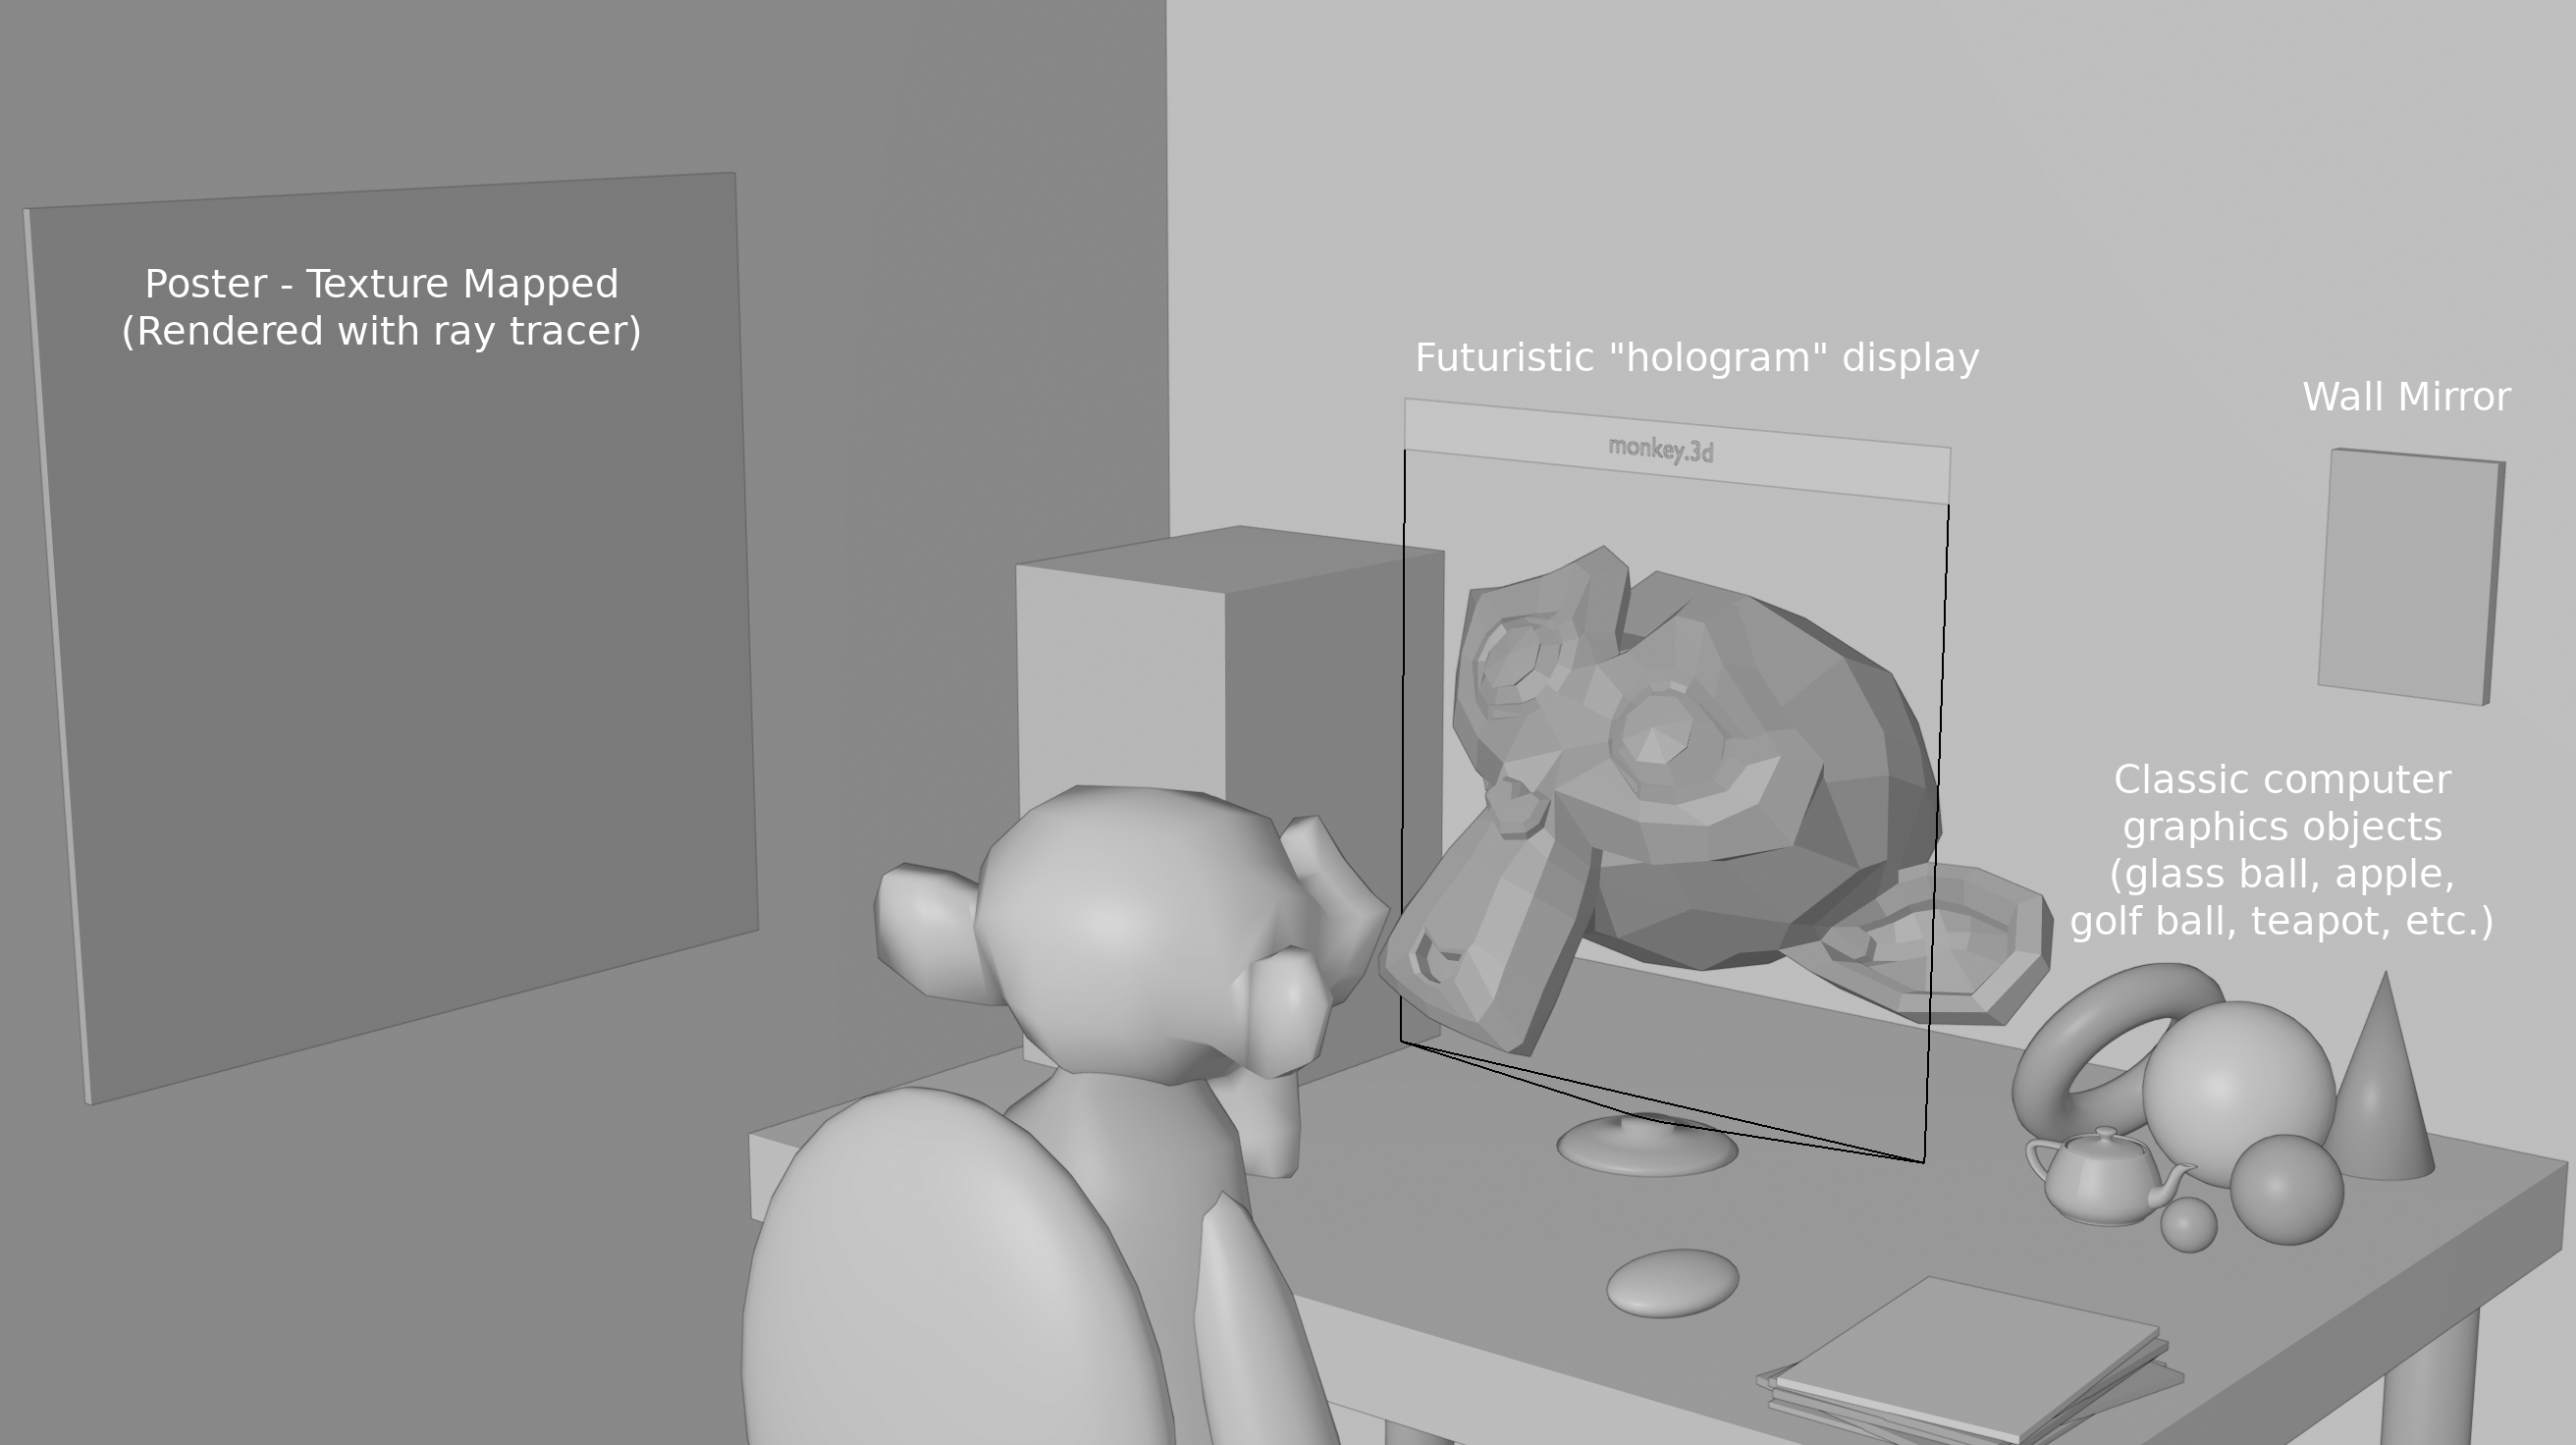 Poster - Texture Mapped
(Rendered with ray tracer)
Futuristic "hologram" display
monkey.3d
Wall Mirror
Classic computer
graphics objects
(glass ball, apple,
golf ball, teapot, etc.)